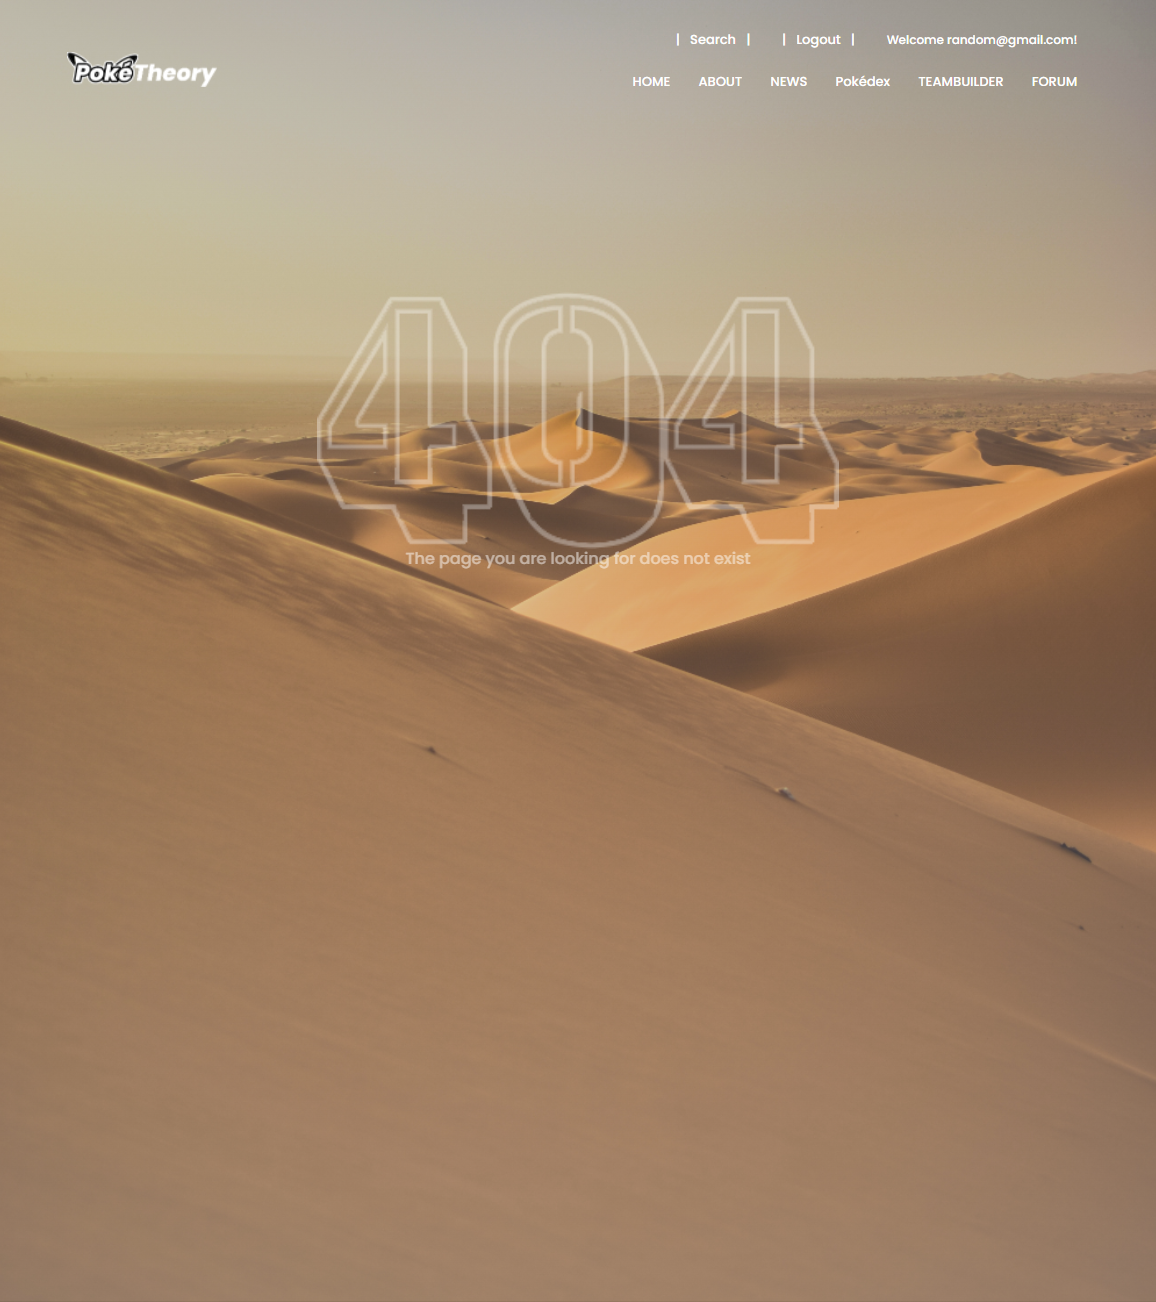 | Search | | Logout | Welcome random@gmail.com!
PokéTheory
HOME ABOUT NEWS Pokédex TEAMBUILDER FORUM
404
The page you are looking for does not exist